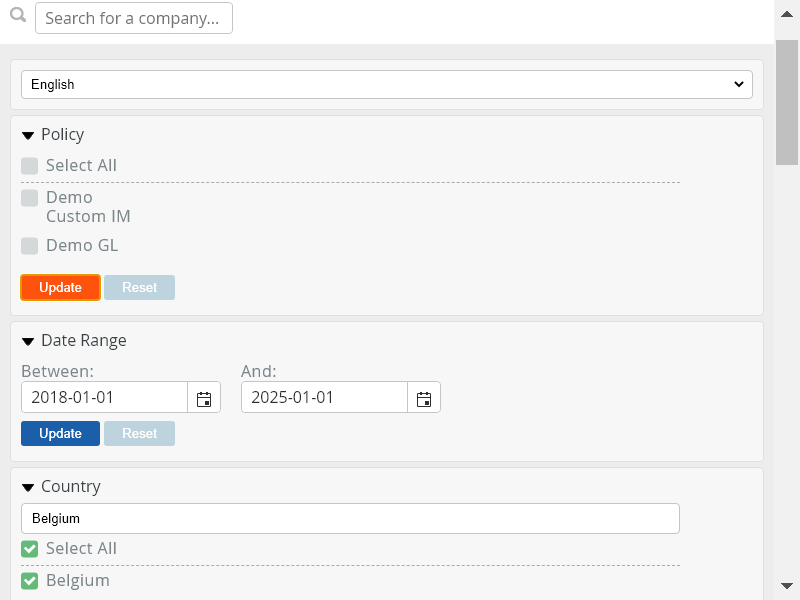 Search for a company...
English
Policy
Select All
Demo
Custom IM
Demo GL
Update Reset
Date Range
Between: And:
2018-01-01 2025-01-01
Update Reset
Country
Belgium
Select All
Belgium